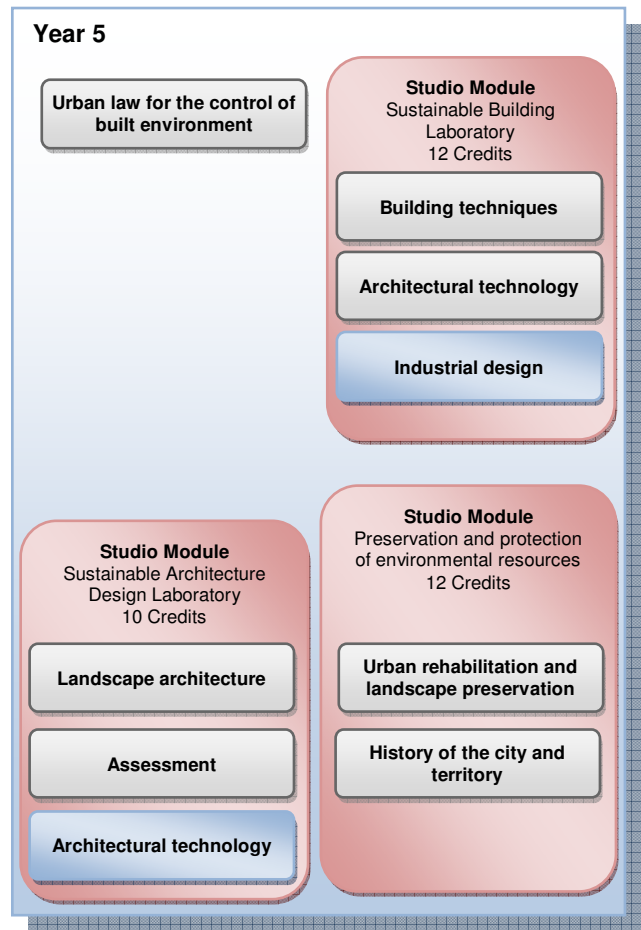 Year 5
Urban law for the control of
built environment
Studio Module
Sustainable Building
Laboratory
12 Credits
Building techniques
Architectural technology
Industrial design
Studio Module
Sustainable Architecture
Design Laboratory
10 Credits
Landscape architecture
Assessment
Architectural technology
Studio Module
Preservation and protection
of environmental resources
12 Credits
Urban rehabilitation and
landscape preservation
History of the city and
territory